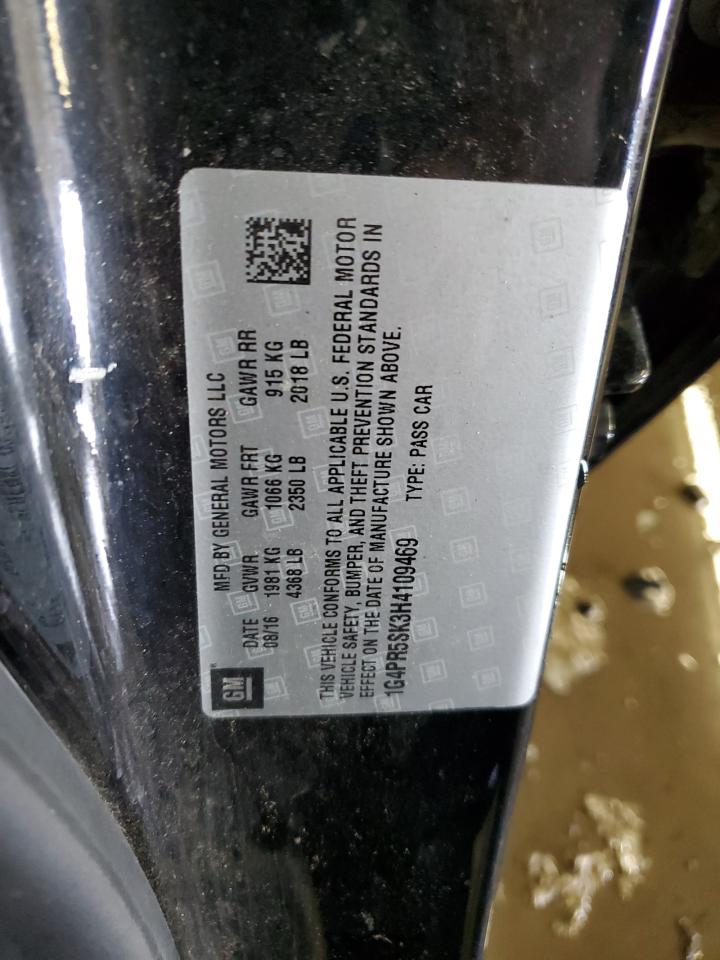 GM
MFD BY GENERAL MOTORS LLC
DATE GVWR GAWR FRT GAWR RR
08/16 1981 KG 1066 KG 915 KG
4368 LB 2350 LB 2018 LB
THIS VEHICLE CONFORMS TO ALL APPLICABLE U.S. FEDERAL MOTOR
VEHICLE SAFETY, BUMPER, AND THEFT PREVENTION STANDARDS IN
EFFECT ON THE DATE OF MANUFACTURE SHOWN ABOVE.
1G4PR5SK3H4109469 TYPE: PASS CAR